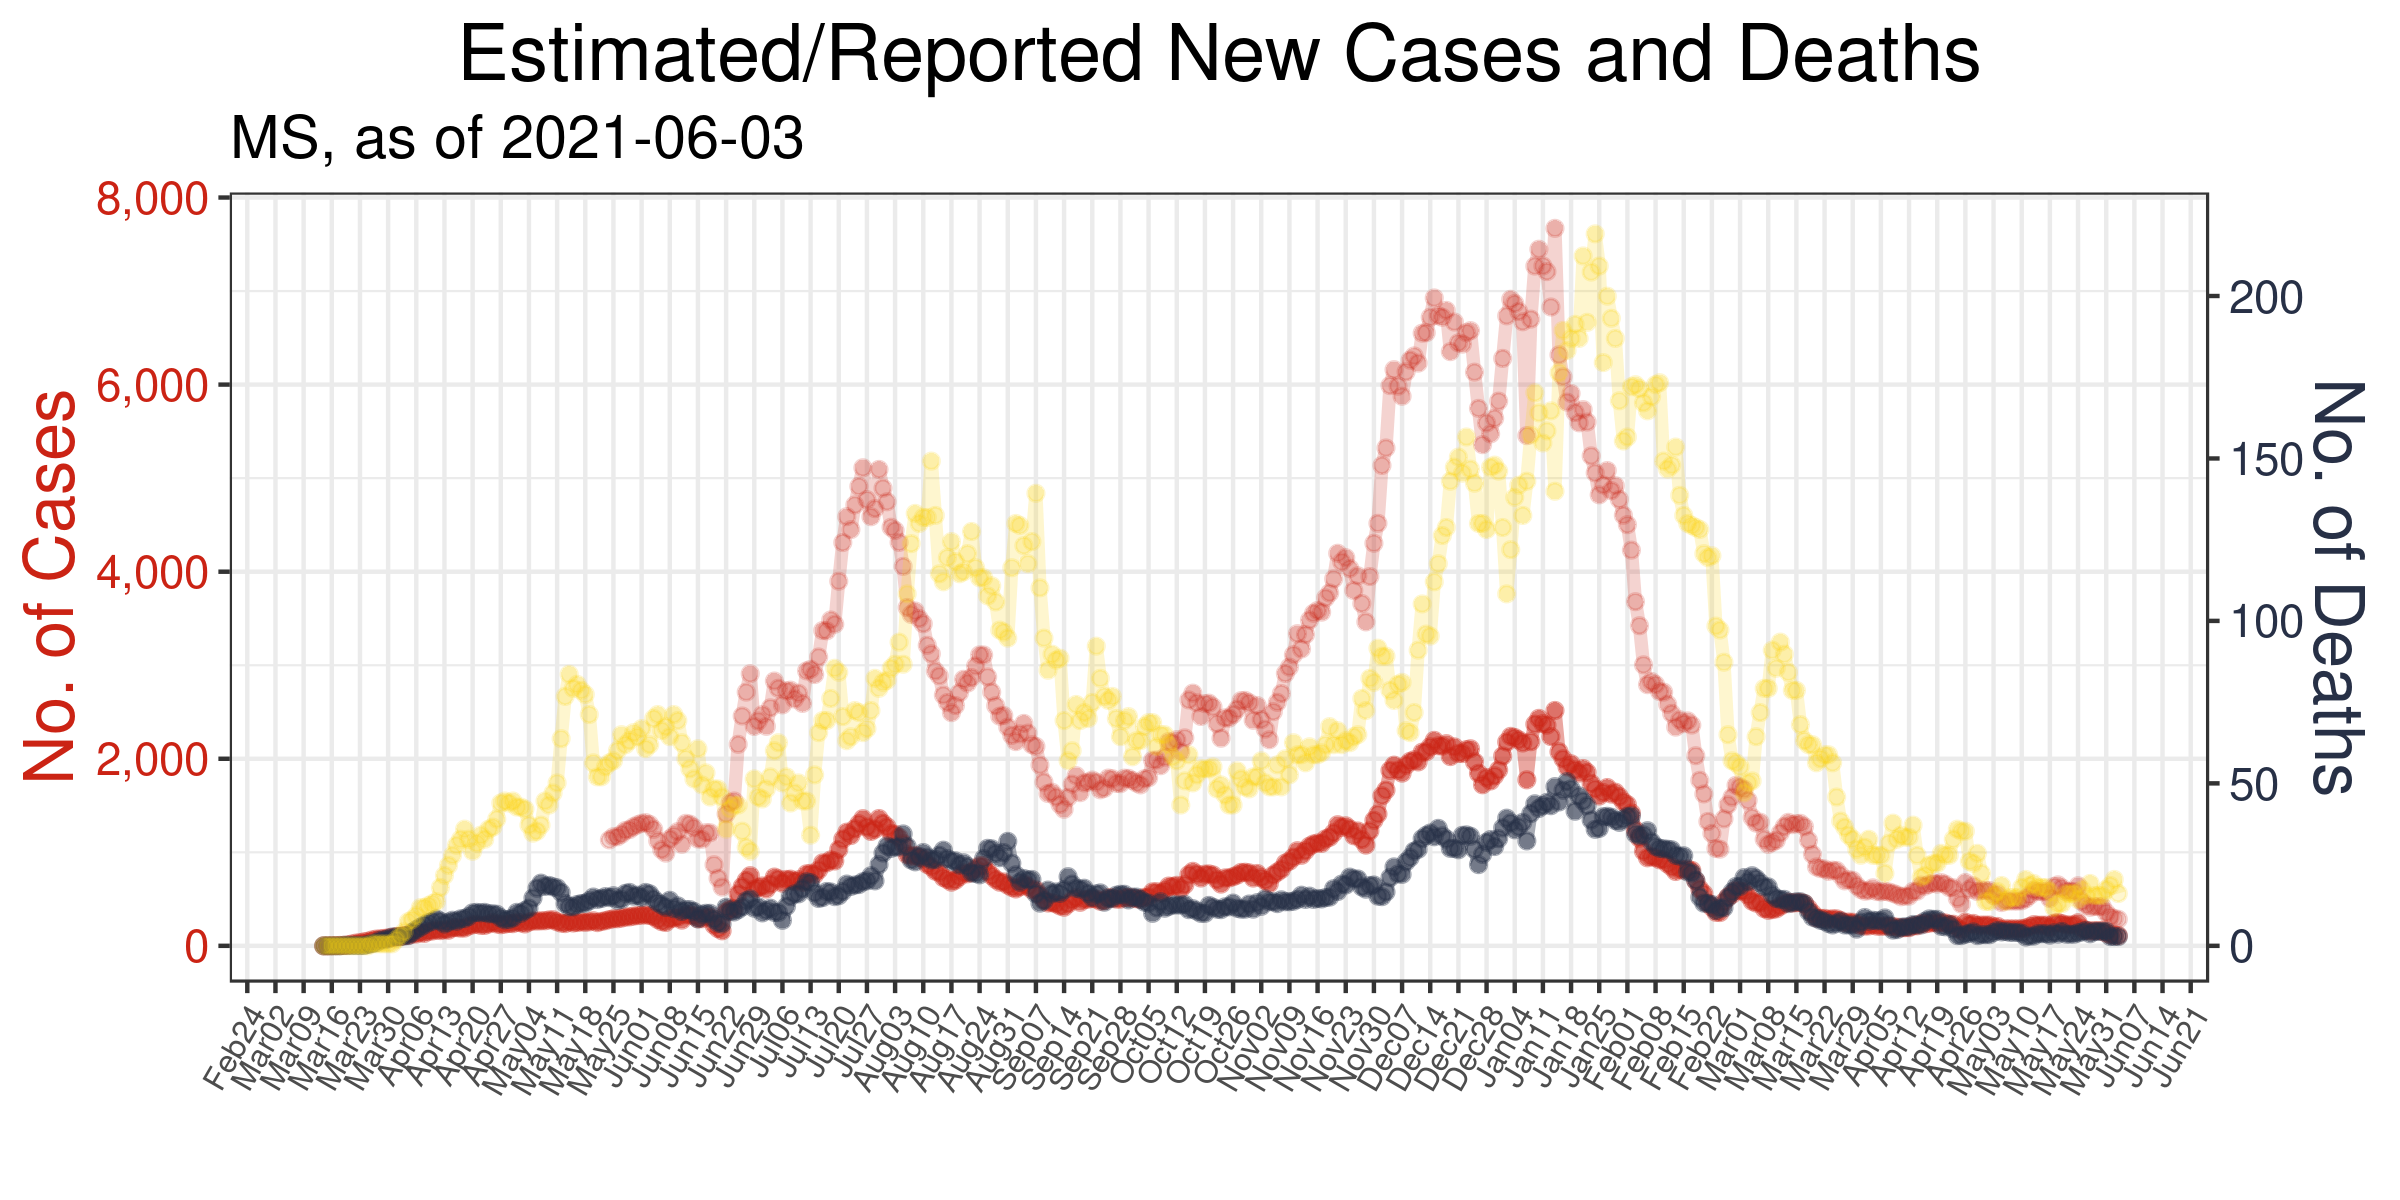 Estimated/Reported New Cases and Deaths
MS, as of 2021-06-03
No. of Cases
8,000
6,000
4,000
2,000
0
No. of Deaths
200
150
100
50
0
Feb24
Mar02
Mar09
Mar16
Mar23
Mar30
Apr06
Apr13
Apr20
Apr27
May04
May11
May18
May25
Jun01
Jun08
Jun15
Jun22
Jun29
Jul06
Jul13
Jul20
Jul27
Aug03
Aug10
Aug17
Aug24
Aug31
Sep07
Sep14
Sep21
Sep28
Oct05
Oct12
Oct19
Oct26
Nov02
Nov09
Nov16
Nov23
Nov30
Dec07
Dec14
Dec21
Dec28
Jan04
Jan11
Jan18
Jan25
Feb01
Feb08
Feb15
Feb22
Mar01
Mar08
Mar15
Mar22
Mar29
Apr05
Apr12
Apr19
Apr26
May03
May10
May17
May24
May31
Jun07
Jun14
Jun21